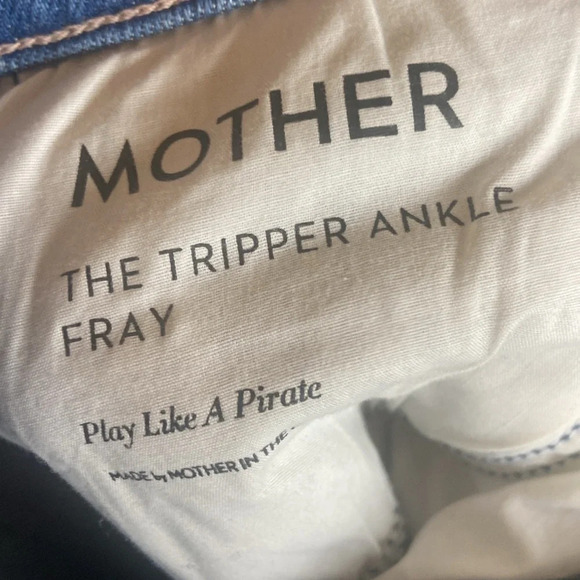 MOTHER
THE TRIPPER ANKLE
FRAY
Play Like A Pirate
MADE by MOTHER IN THE